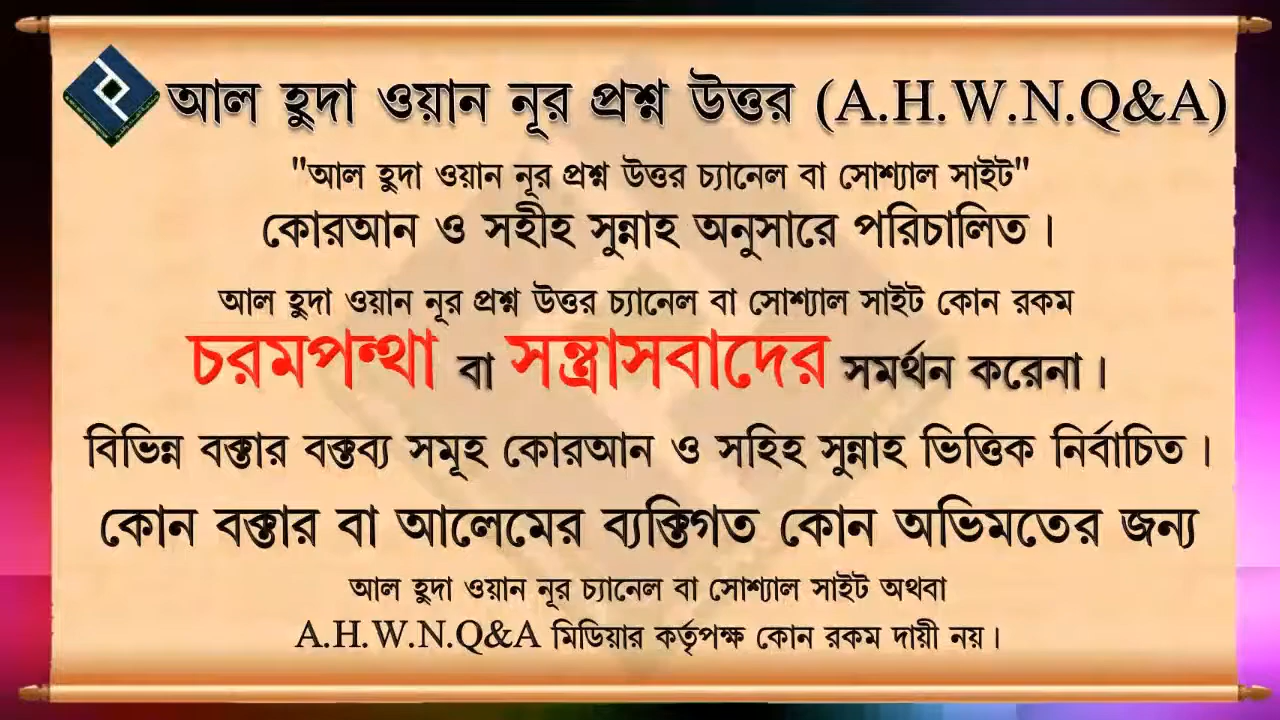 আল হুদা ওয়ান নূর প্রশ্ন উত্তর (A.H.W.N.Q&A)
"আল হুদা ওয়ান নূর প্রশ্ন উত্তর চ্যানেল বা সোশ্যাল সাইট"
কোরআন ও সহীহ সুন্নাহ অনুসারে পরিচালিত।
আল হুদা ওয়ান নূর প্রশ্ন উত্তর চ্যানেল বা সোশ্যাল সাইট কোন রকম
চরমপন্থা বা সন্ত্রাসবাদের সমর্থন করেনা।
বিভিন্ন বক্তার বক্তব্য সমূহ কোরআন ও সহিহ সুন্নাহ ভিত্তিক নির্বাচিত।
কোন বক্তার বা আলেমের ব্যক্তিগত কোন অভিমতের জন্য
আল হুদা ওয়ান নূর চ্যানেল বা সোশ্যাল সাইট অথবা
A.H.W.N.Q&A মিডিয়ার কর্তৃপক্ষ কোন রকম দায়ী নয়।